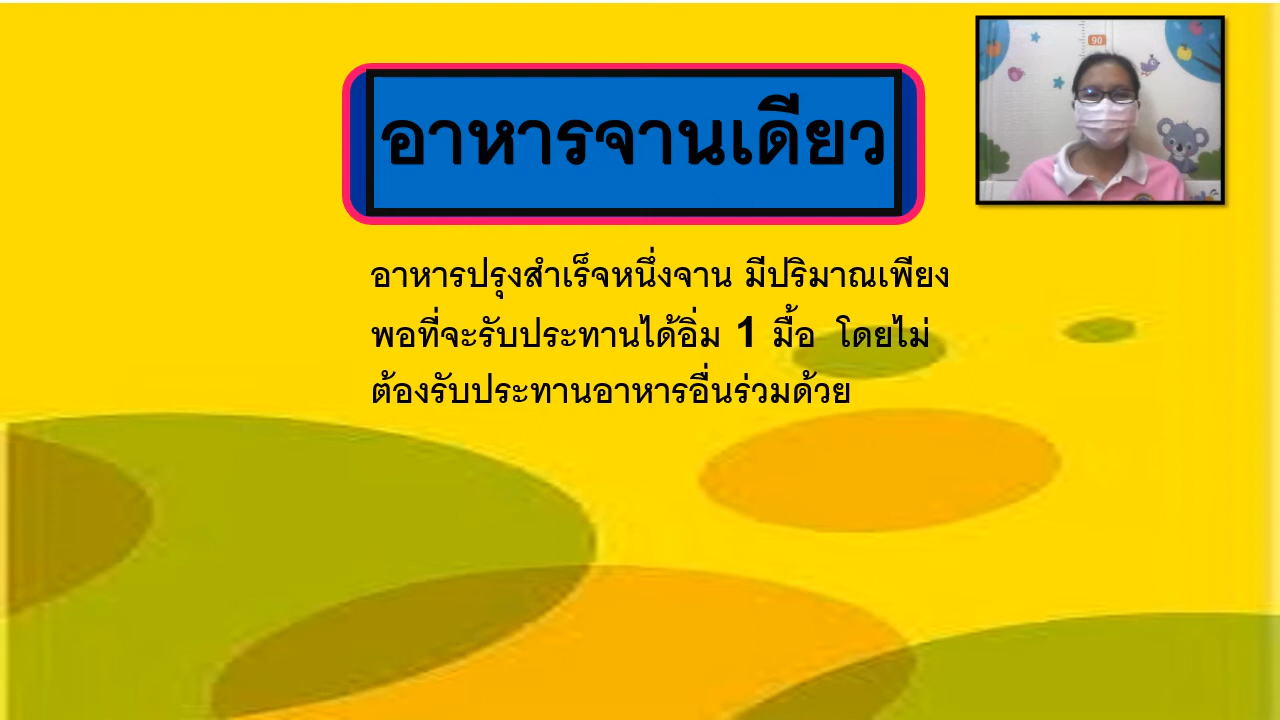 อาหารจานเดียว
90
อาหารปรุงสำเร็จหนึ่งจาน มีปริมาณเพียง
พอที่จะรับประทานได้อิ่ม 1 มื้อ โดยไม่
ต้องรับประทานอาหารอื่นร่วมด้วย